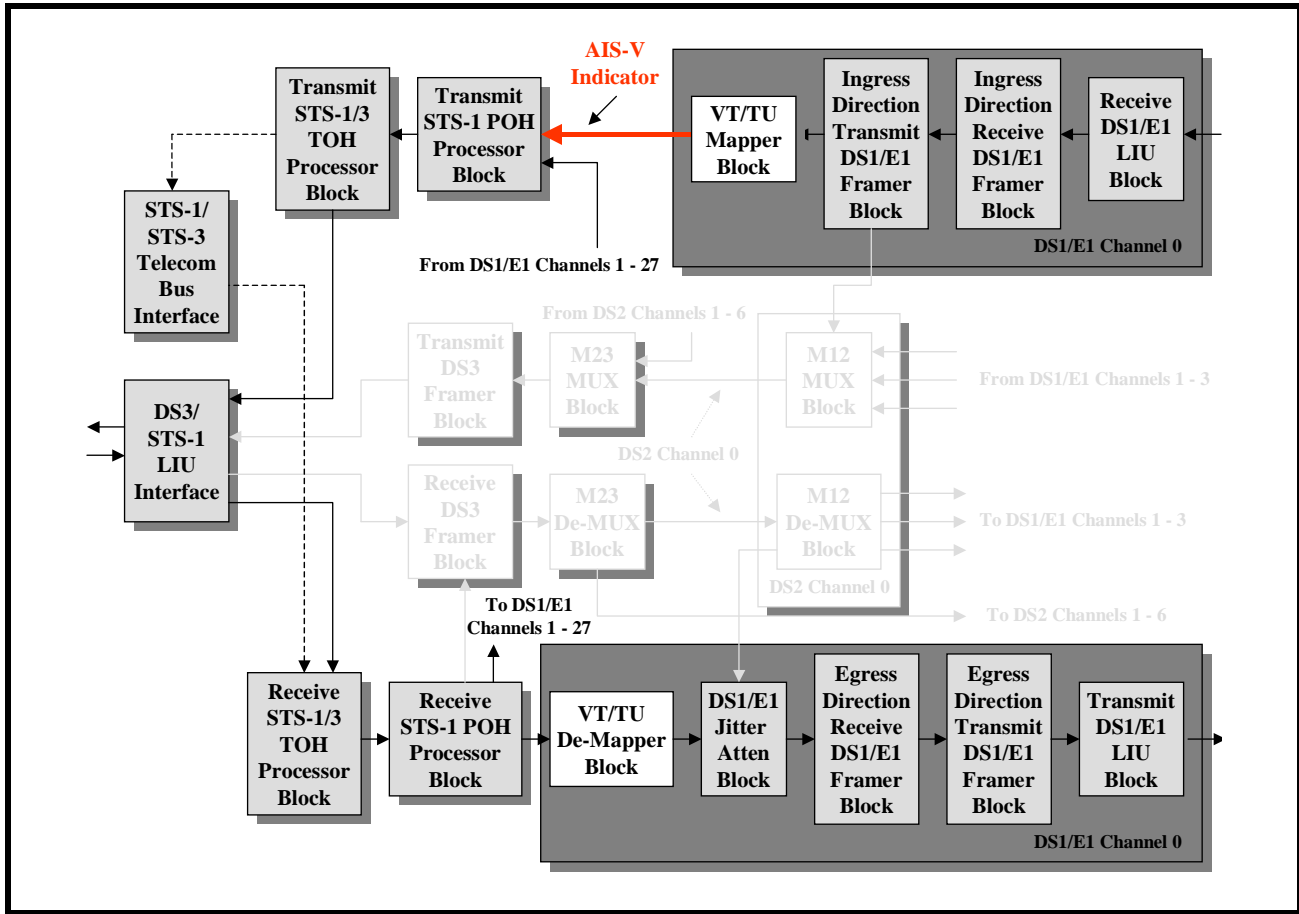 AIS-V
Indicator
Transmit
STS-1/3
TOH
Processor
Block
Transmit
STS-1 POH
Processor
Block
VT/TU
Mapper
Block
Ingress
Direction
Transmit
DS1/E1
Framer
Block
Ingress
Direction
Receive
DS1/E1
Framer
Block
Receive
DS1/E1
LIU
Block
DS1/E1 Channel 0
STS-1/
STS-3
Telecom
Bus
Interface
From DS1/E1 Channels 1 - 27
From DS2 Channels 1 - 6
Transmit
DS3
Framer
Block
M23
MUX
Block
M12
MUX
Block
From DS1/E1 Channels 1 - 3
DS3/
STS-1
LIU
Interface
DS2 Channel 0
Receive
DS3
Framer
Block
M23
De-MUX
Block
M12
De-MUX
Block
To DS1/E1 Channels 1 - 3
DS2 Channel 0
To DS1/E1
Channels 1 - 27
To DS2 Channels 1 - 6
Receive
STS-1/3
TOH
Processor
Block
Receive
STS-1 POH
Processor
Block
VT/TU
De-Mapper
Block
DS1/E1
Jitter
Atten
Block
Egress
Direction
Receive
DS1/E1
Framer
Block
Egress
Direction
Transmit
DS1/E1
Framer
Block
Transmit
DS1/E1
LIU
Block
DS1/E1 Channel 0